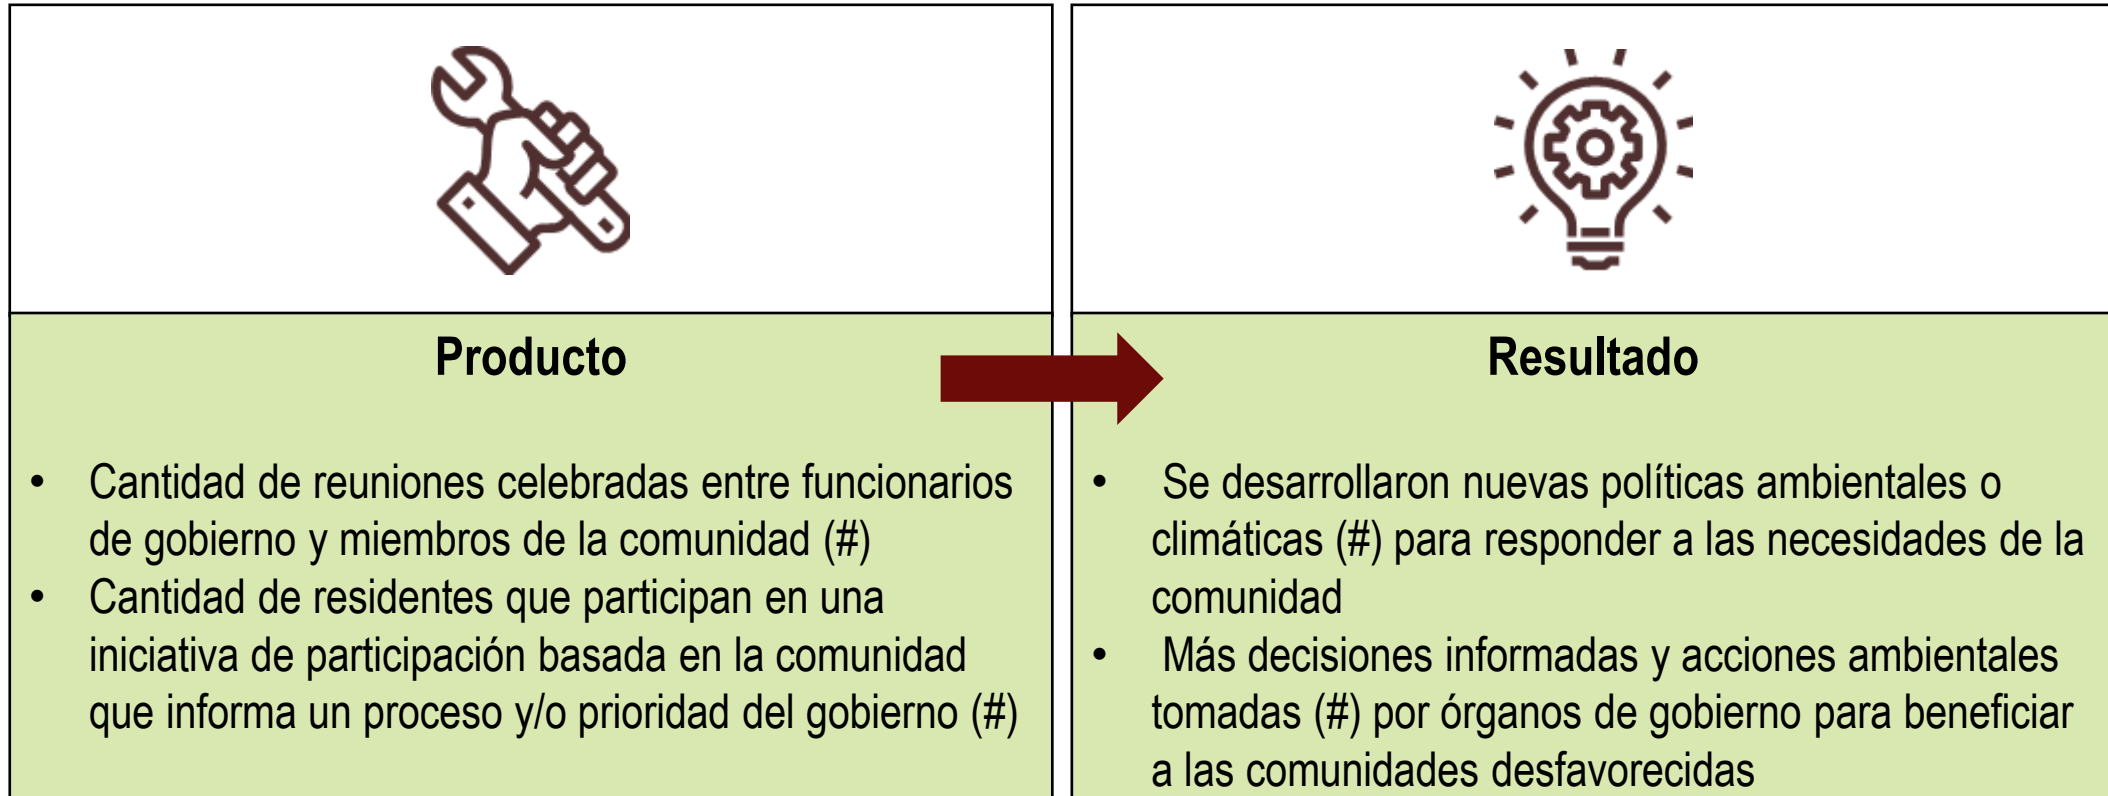 Producto
• Cantidad de reuniones celebradas entre funcionarios
de gobierno y miembros de la comunidad (#)
• Cantidad de residentes que participan en una
iniciativa de participación basada en la comunidad
que informa un proceso y/o prioridad del gobierno (#)
Resultado
• Se desarrollaron nuevas políticas ambientales o
climáticas (#) para responder a las necesidades de la
comunidad
• Más decisiones informadas y acciones ambientales
tomadas (#) por órganos de gobierno para beneficiar
a las comunidades desfavorecidas